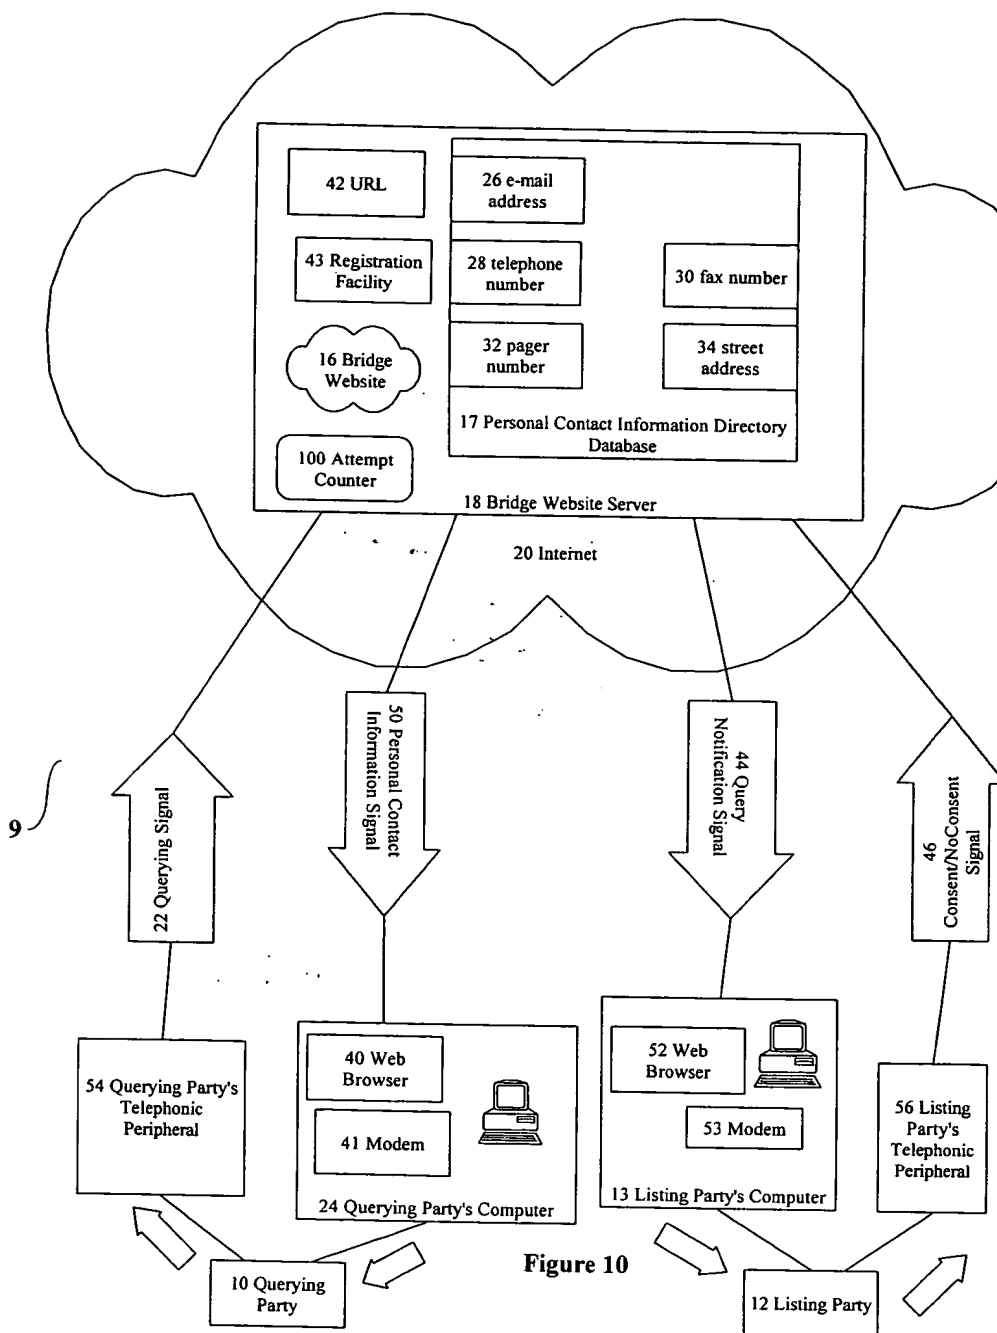 42 URL
26 e-mail
address
43 Registration
Facility
28 telephone
number
30 fax number
16 Bridge
Website
32 pager
number
34 street
address
17 Personal Contact Information Directory
Database
100 Attempt
Counter
18 Bridge Website Server
20 Internet
9
22 Querying Signal
50 Personal Contact
Information Signal
44 Query
Notification Signal
46
Consent/NoConsent
Signal
54 Querying Party's
Telephonic
Peripheral
40 Web
Browser
41 Modem
24 Querying Party's Computer
52 Web
Browser
53 Modem
13 Listing Party's Computer
56 Listing
Party's
Telephonic
Peripheral
10 Querying
Party
Figure 10
12 Listing Party